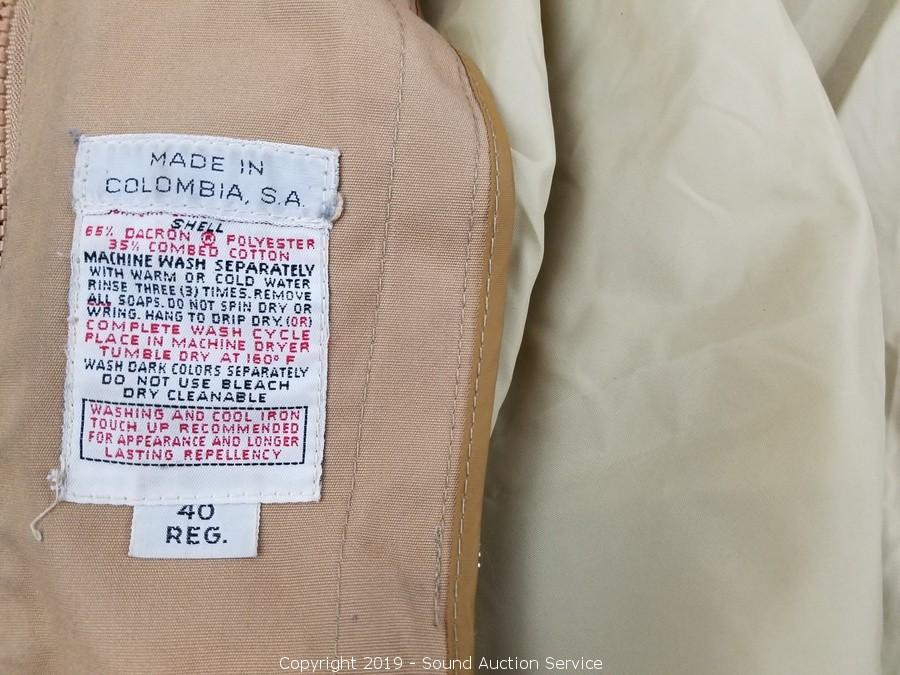 MADE IN
COLOMBIA, S.A.
SHELL
65% DACRON ® POLYESTER
35% COMBED COTTON
MACHINE WASH SEPARATELY
WITH WARM OR COLD WATER
RINSE THREE (3) TIMES. REMOVE
ALL SOAPS. DO NOT SPIN DRY OR
WRING. HANG TO DRIP DRY. (OR)
COMPLETE WASH CYCLE
PLACE IN MACHINE DRYER
TUMBLE DRY AT 160° F
WASH DARK COLORS SEPARATELY
DO NOT USE BLEACH
DRY CLEANABLE
WASHING AND COOL IRON
TOUCH UP RECOMMENDED
FOR APPEARANCE AND LONGER
LASTING REPELLENCY
40
REG.
Copyright 2019 - Sound Auction Service